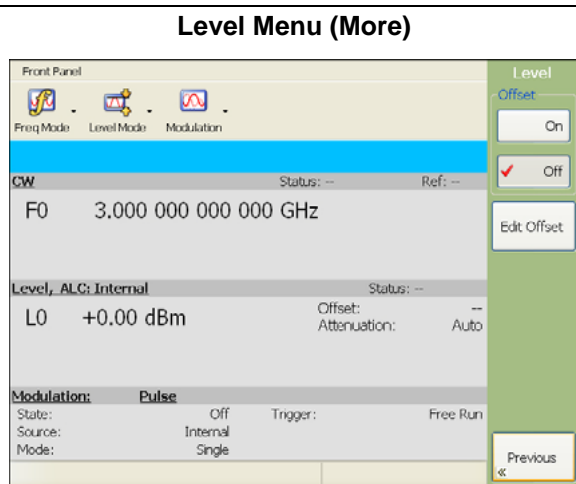 Level Menu (More)
Front Panel
Level
Offset
Freq Mode Level Mode Modulation
On
Off
CW Status: -- Ref: --
F0 3.000 000 000 000 GHz
Edit Offset
Level, ALC: Internal Status: --
L0 +0.00 dBm
Offset: --
Attenuation: Auto
Modulation: Pulse
State: Off Trigger: Free Run
Source: Internal
Mode: Single
Previous
«